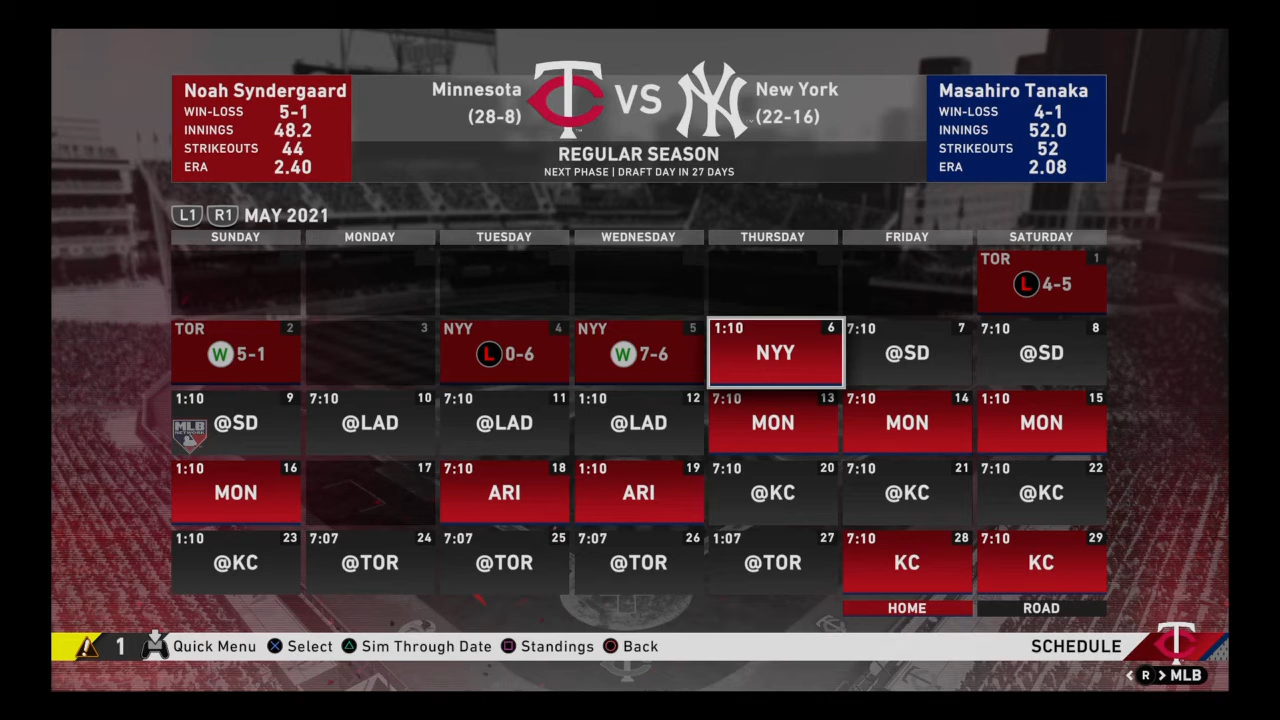 Noah Syndergaard
WIN-LOSS 5-1
INNINGS 48.2
STRIKEOUTS 44
ERA 2.40
Minnesota
(28-8)
VS
New York
(22-16)
REGULAR SEASON
NEXT PHASE | DRAFT DAY IN 27 DAYS
Masahiro Tanaka
WIN-LOSS 4-1
INNINGS 52.0
STRIKEOUTS 52
ERA 2.08
L1 R1 MAY 2021
SUNDAY MONDAY TUESDAY WEDNESDAY THURSDAY FRIDAY SATURDAY
TOR 1
L 4-5
TOR 2 3 NYY 4 NYY 5 1:10 6 7:10 7 7:10 8
W 5-1 L 0-6 W 7-6 NYY @SD @SD
1:10 9 7:10 10 7:10 11 1:10 12 7:10 13 7:10 14 1:10 15
MLB NETWORK @SD @LAD @LAD @LAD MON MON MON
1:10 16 17 7:10 18 1:10 19 7:10 20 7:10 21 7:10 22
MON ARI ARI @KC @KC @KC
1:10 23 7:07 24 7:07 25 7:07 26 1:07 27 7:10 28 7:10 29
@KC @TOR @TOR @TOR @TOR KC KC
HOME ROAD
1 Quick Menu Select Sim Through Date Standings Back SCHEDULE
R MLB